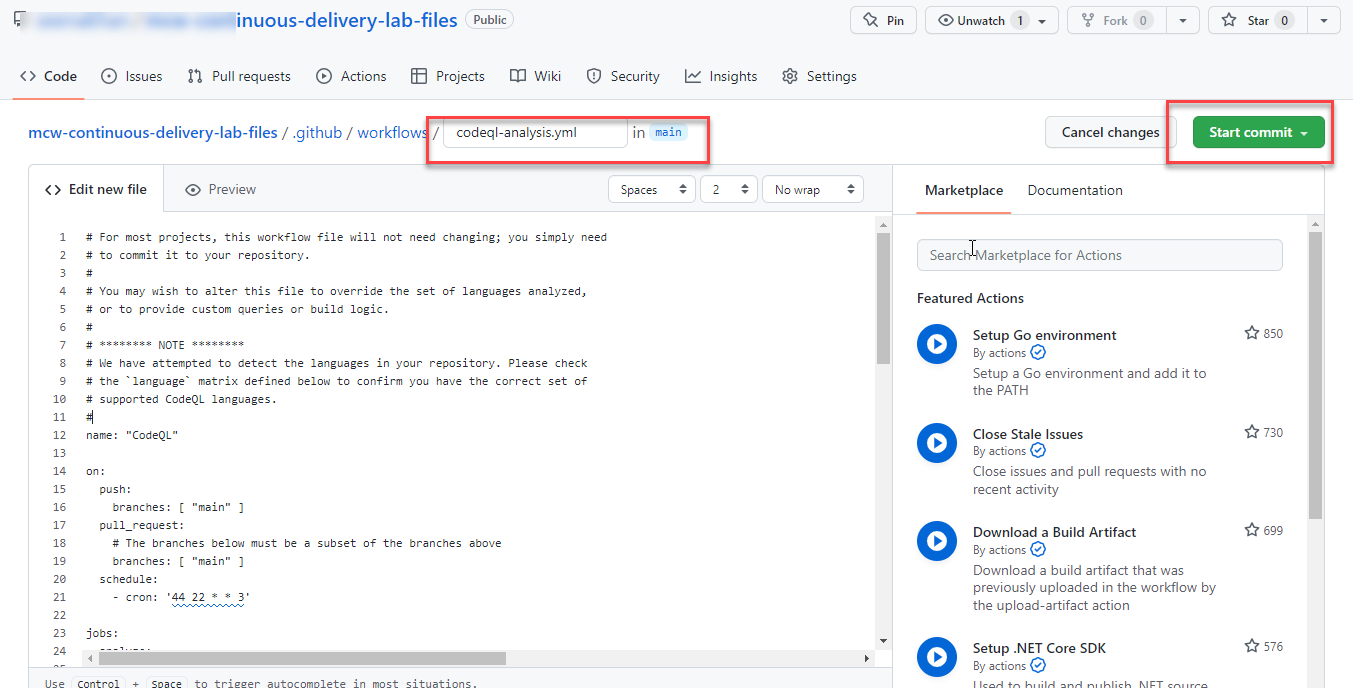 inuous-delivery-lab-files Public
Pin Unwatch 1 Fork 0 Star 0
Code Issues Pull requests Actions Projects Wiki Security Insights Settings
mcw-continuous-delivery-lab-files / .github / workflows / codeql-analysis.yml in main
Cancel changes Start commit
Edit new file Preview Spaces 2 No wrap
1 # For most projects, this workflow file will not need changing; you simply need
2 # to commit it to your repository.
3 #
4 # You may wish to alter this file to override the set of languages analyzed,
5 # or to provide custom queries or build logic.
6 #
7 # ******** NOTE ********
8 # We have attempted to detect the languages in your repository. Please check
9 # the `language` matrix defined below to confirm you have the correct set of
10 # supported CodeQL languages.
11 #
12 name: "CodeQL"
13
14 on:
15 push:
16 branches: [ "main" ]
17 pull_request:
18 # The branches below must be a subset of the branches above
19 branches: [ "main" ]
20 schedule:
21 - cron: '44 22 * * 3'
22
23 jobs:
24
Use Control + Space to trigger autocomplete in most situations.
Marketplace Documentation
Search Marketplace for Actions
Featured Actions
Setup Go environment 850
By actions
Setup a Go environment and add it to
the PATH
Close Stale Issues 730
By actions
Close issues and pull requests with no
recent activity
Download a Build Artifact 699
By actions
Download a build artifact that was
previously uploaded in the workflow by
the upload-artifact action
Setup .NET Core SDK 576
By actions
Used to build and publish .NET source